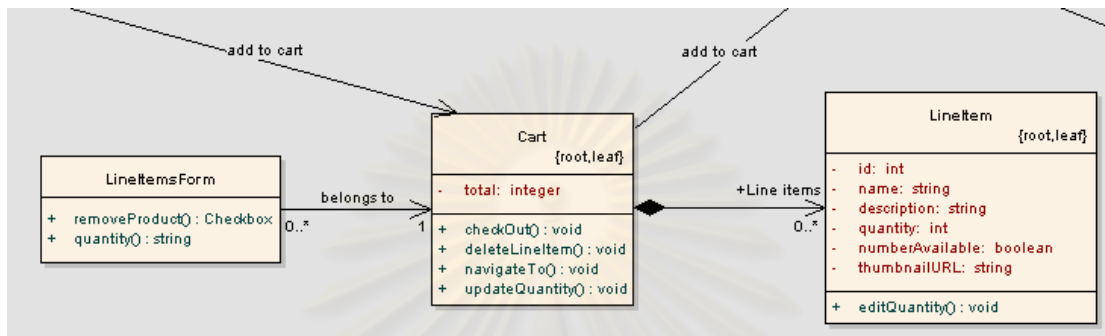 add to cart
add to cart
LineItemsForm
+ removeProduct() : Checkbox
+ quantity() : string
belongs to
0..*
1
Cart
{root,leaf}
- total: integer
+ checkOut() : void
+ deleteLineItem() : void
+ navigateTo() : void
+ updateQuantity() : void
+Line items
0..*
LineItem
{root,leaf}
- id: int
- name: string
- description: string
- quantity: int
- numberAvailable: boolean
- thumbnailURL: string
+ editQuantity() : void